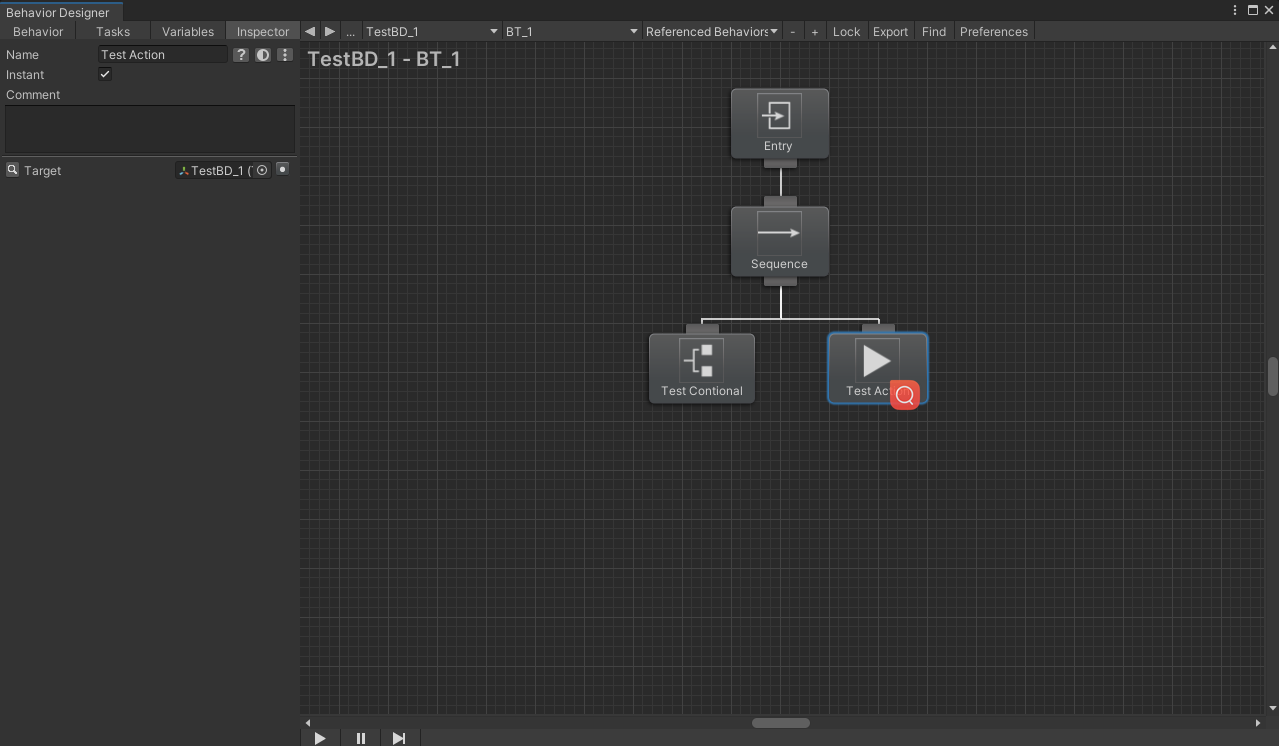 Behavior Designer
Behavior Tasks Variables Inspector ... TestBD_1 BT_1 Referenced Behaviors - + Lock Export Find Preferences
Name Test Action ?
Instant
Comment
Target TestBD_1 (
TestBD_1 - BT_1
Entry
Sequence
Test Contional
Test Ac